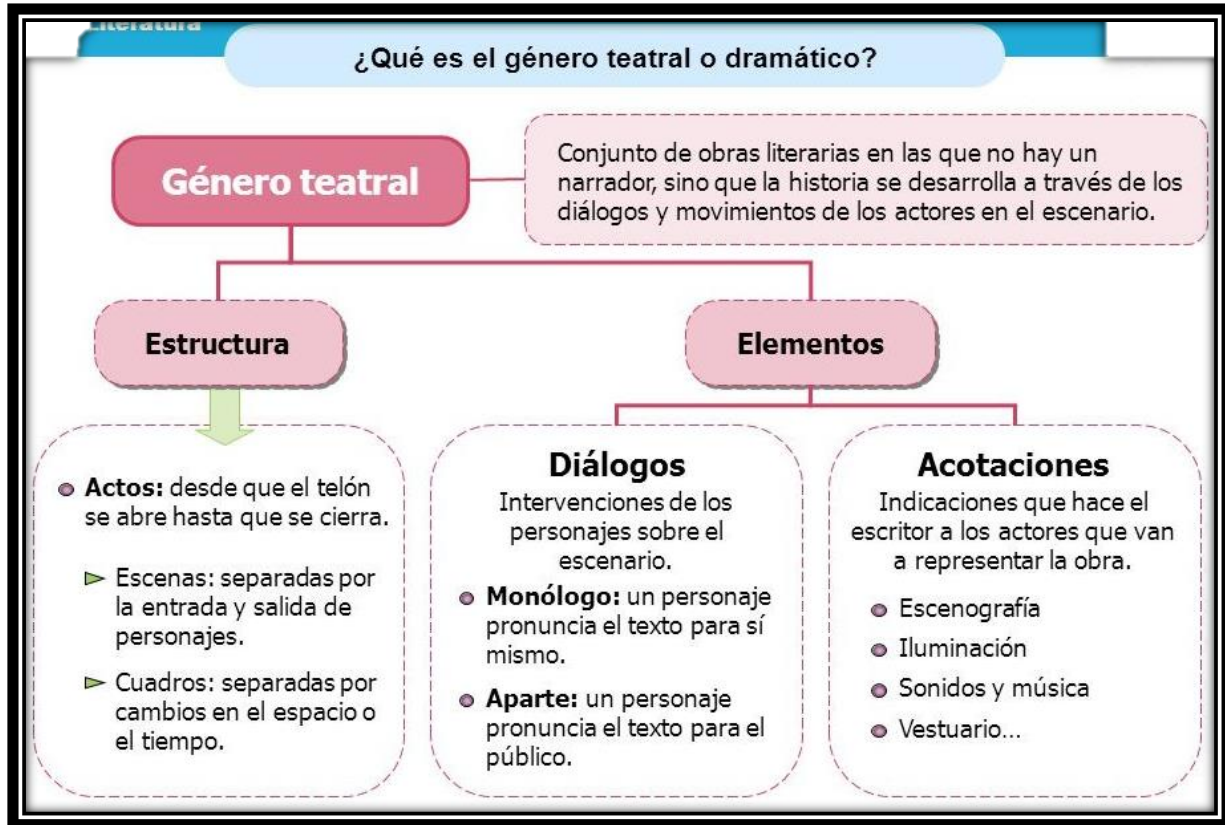 Literatura
¿Qué es el género teatral o dramático?
Género teatral
Conjunto de obras literarias en las que no hay un
narrador, sino que la historia se desarrolla a través de los
diálogos y movimientos de los actores en el escenario.
Estructura
Elementos
Actos: desde que el telón
se abre hasta que se cierra.
Escenas: separadas por
la entrada y salida de
personajes.
Cuadros: separadas por
cambios en el espacio o
el tiempo.
Diálogos
Intervenciones de los
personajes sobre el
escenario.
Monólogo: un personaje
pronuncia el texto para sí
mismo.
Aparte: un personaje
pronuncia el texto para el
público.
Acotaciones
Indicaciones que hace el
escritor a los actores que van
a representar la obra.
Escenografía
Iluminación
Sonidos y música
Vestuario...